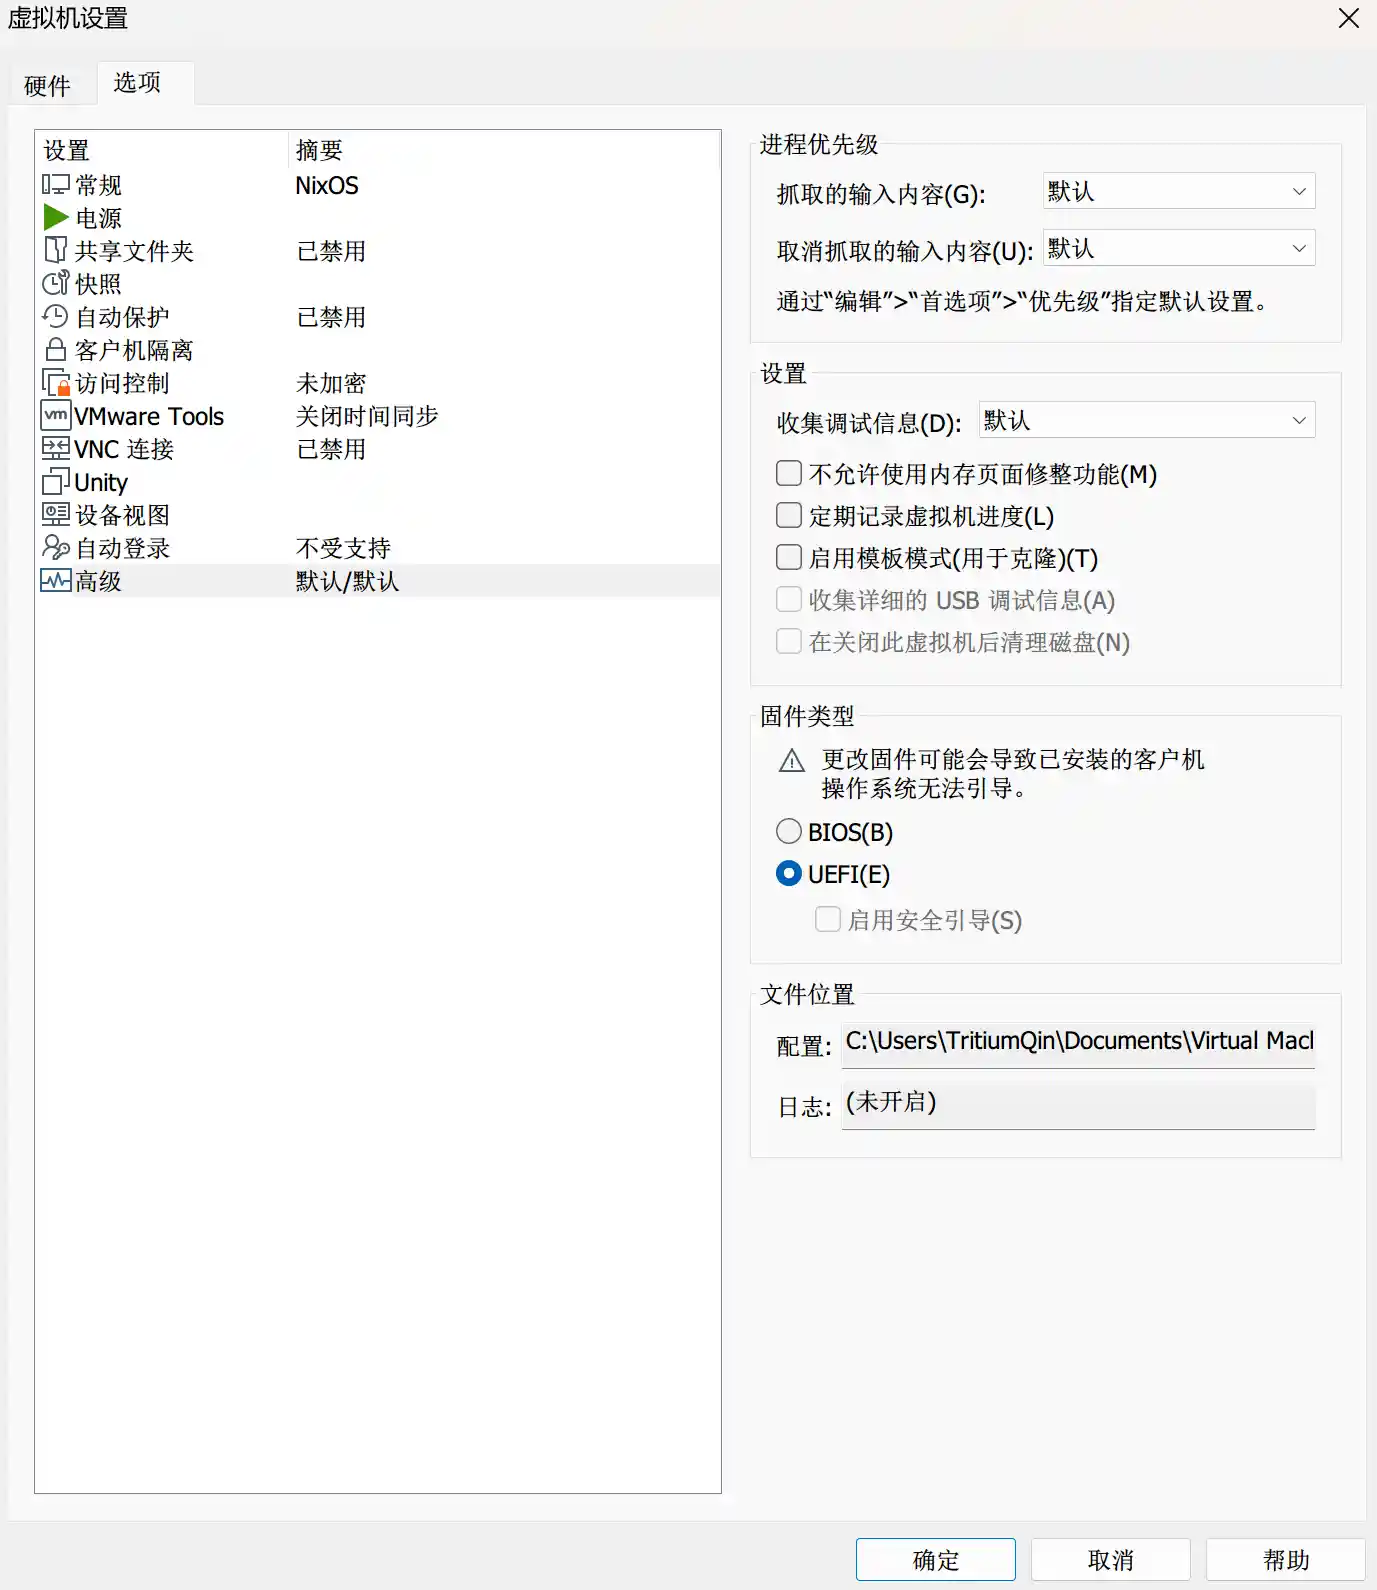 虚拟机设置
硬件
选项
设置
摘要
常规
NixOS
电源
共享文件夹
已禁用
快照
自动保护
已禁用
客户机隔离
访问控制
未加密
vm
VMware Tools
关闭时间同步
VNC 连接
已禁用
Unity
设备视图
自动登录
不受支持
高级
默认/默认
进程优先级
抓取的输入内容(G):
默认
取消抓取的输入内容(U):
默认
通过“编辑”>“首选项”>“优先级”指定默认设置。
设置
收集调试信息(D):
默认
不允许使用内存页面修整功能(M)
定期记录虚拟机进度(L)
启用模板模式(用于克隆)(T)
收集详细的 USB 调试信息(A)
在关闭此虚拟机后清理磁盘(N)
固件类型
更改固件可能会导致已安装的客户机
操作系统无法引导。
BIOS(B)
UEFI(E)
启用安全引导(S)
文件位置
配置:
C:\Users\TritiumQin\Documents\Virtual
日志:
(未开启)
确定
取消
帮助